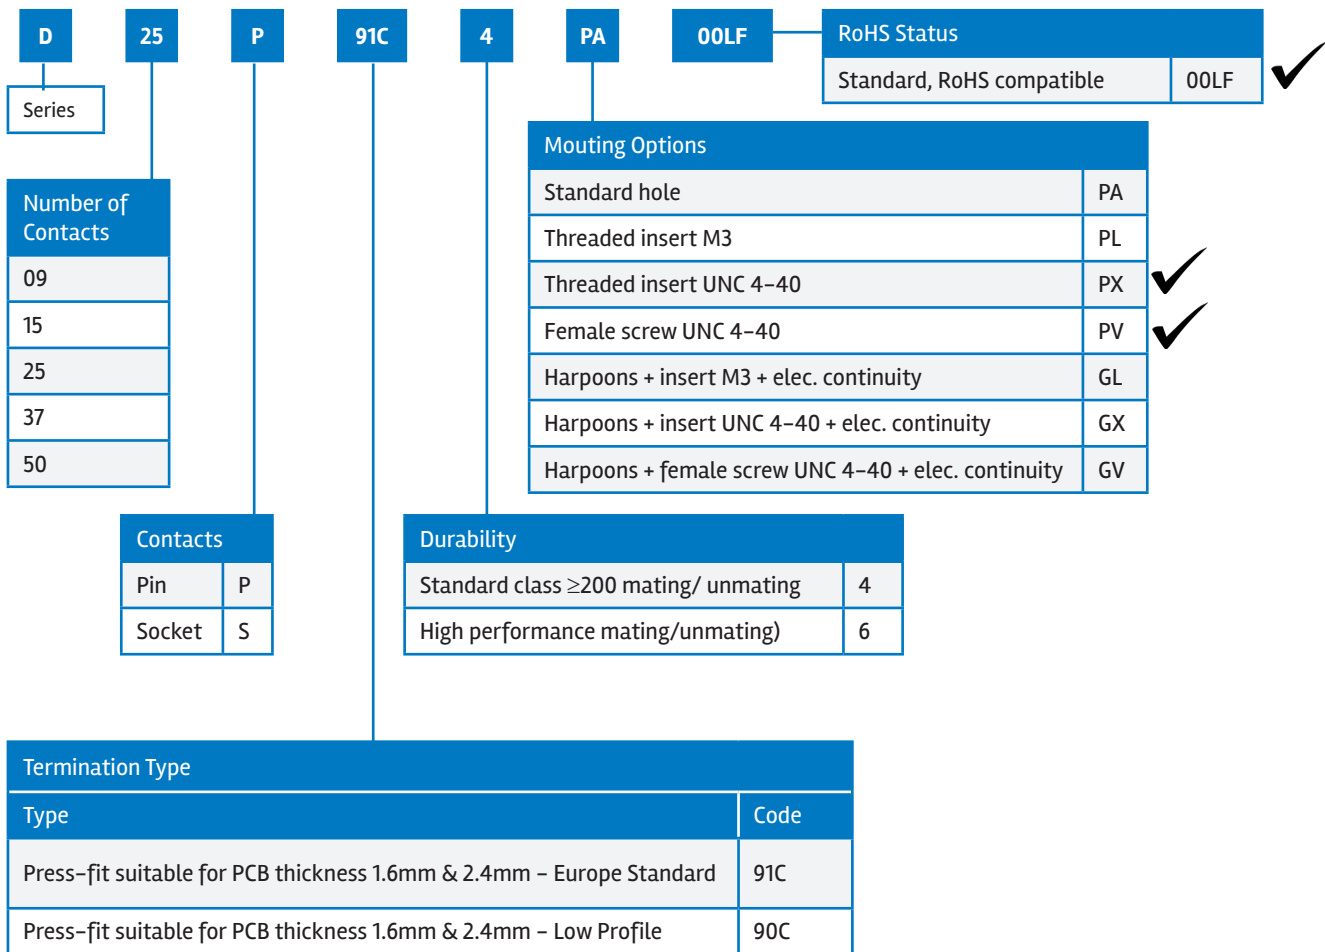 D 25 P 91C 4 PA 00LF
RoHS Status
Standard, RoHS compatible 00LF
Series
Mouting Options
Standard hole PA
Threaded insert M3 PL
Threaded insert UNC 4-40 PX
Female screw UNC 4-40 PV
Harpoons + insert M3 + elec. continuity GL
Harpoons + insert UNC 4-40 + elec. continuity GX
Harpoons + female screw UNC 4-40 + elec. continuity GV
Number of
Contacts
09
15
25
37
50
Contacts
Pin P
Socket S
Durability
Standard class ≥200 mating/ unmating 4
High performance mating/unmating) 6
Termination Type
Type Code
Press-fit suitable for PCB thickness 1.6mm & 2.4mm - Europe Standard 91C
Press-fit suitable for PCB thickness 1.6mm & 2.4mm - Low Profile 90C